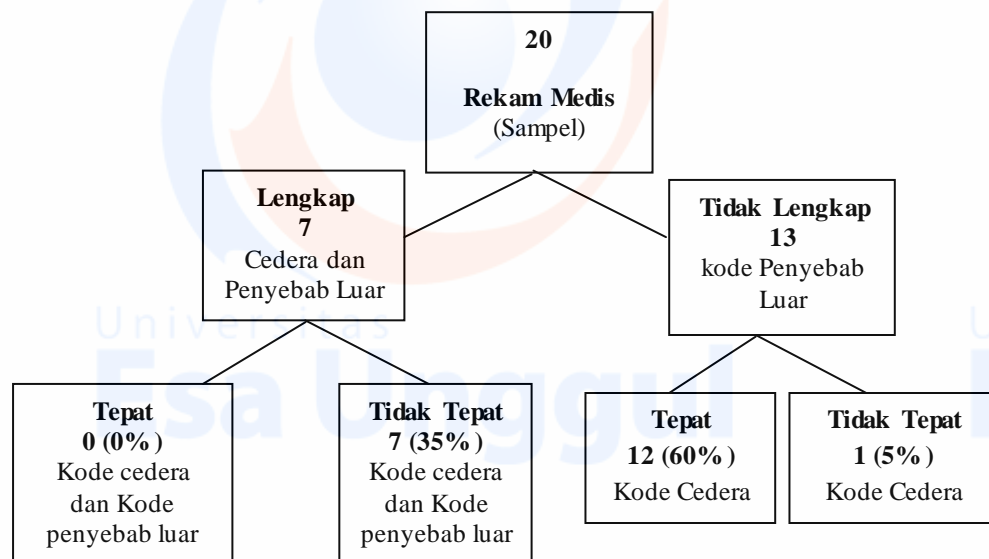 20
Rekam Medis
(Sampel)
Lengkap
7
Cedera dan
Penyebab Luar
Tidak Lengkap
13
kode Penyebab
Luar
Universitas
Esa Unggul
U
Tepat
0 (0%)
Kode cedera
dan Kode
penyebab luar
Tidak Tepat
7 (35%)
Kode cedera
dan Kode
penyebab luar
Tepat
12 (60%)
Kode Cedera
Tidak Tepat
1 (5%)
Kode Cedera